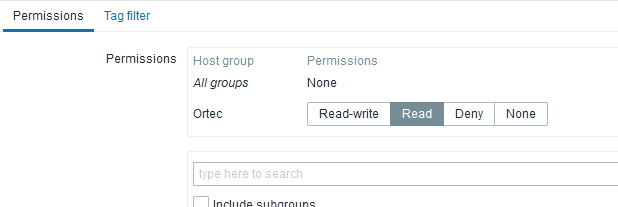 Permissions Tag filter
Permissions Host group Permissions
All groups None
Ortec Read-write Read Deny None
type here to search
Include subgroups